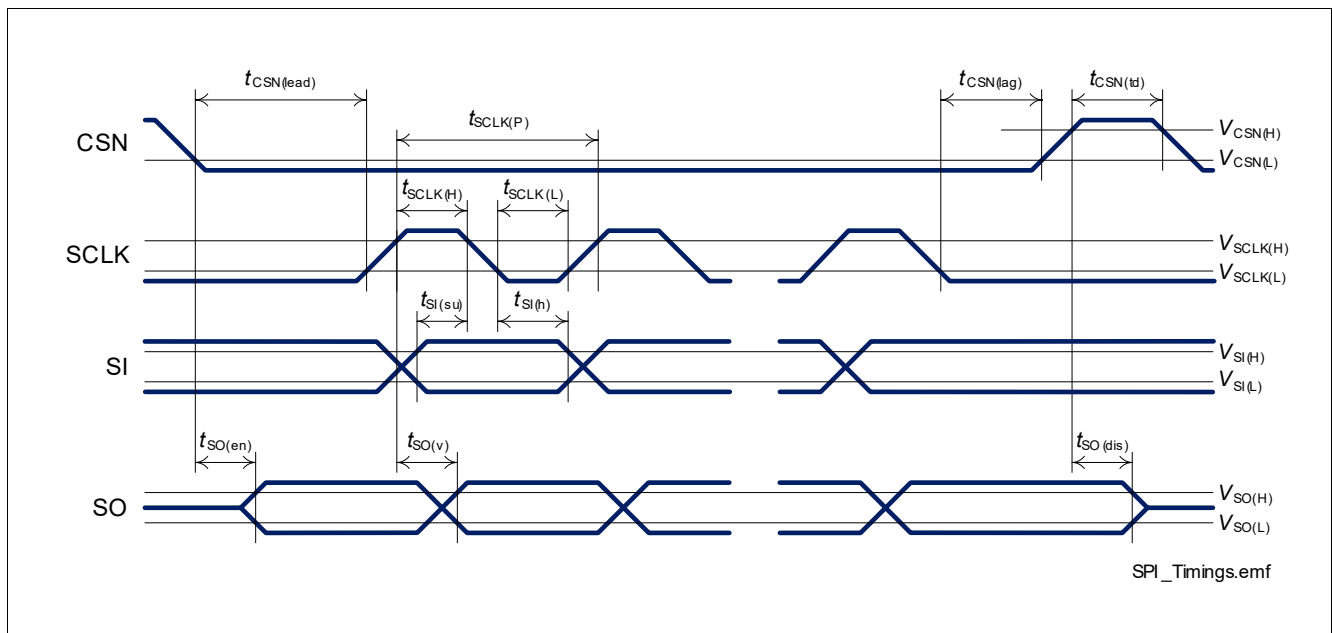 tCSN(lead)
tCSN(lag)
tCSN(td)
tSCLK(P)
CSN
VCSN(H)
VCSN(L)
tSCLK(H)
tSCLK(L)
SCLK
VSCLK(H)
VSCLK(L)
tSI(su)
tSI(h)
SI
VSI(H)
VSI(L)
tSO(en)
tSO(v)
tSO(dis)
SO
VSO(H)
VSO(L)
SPI_Timings.emf